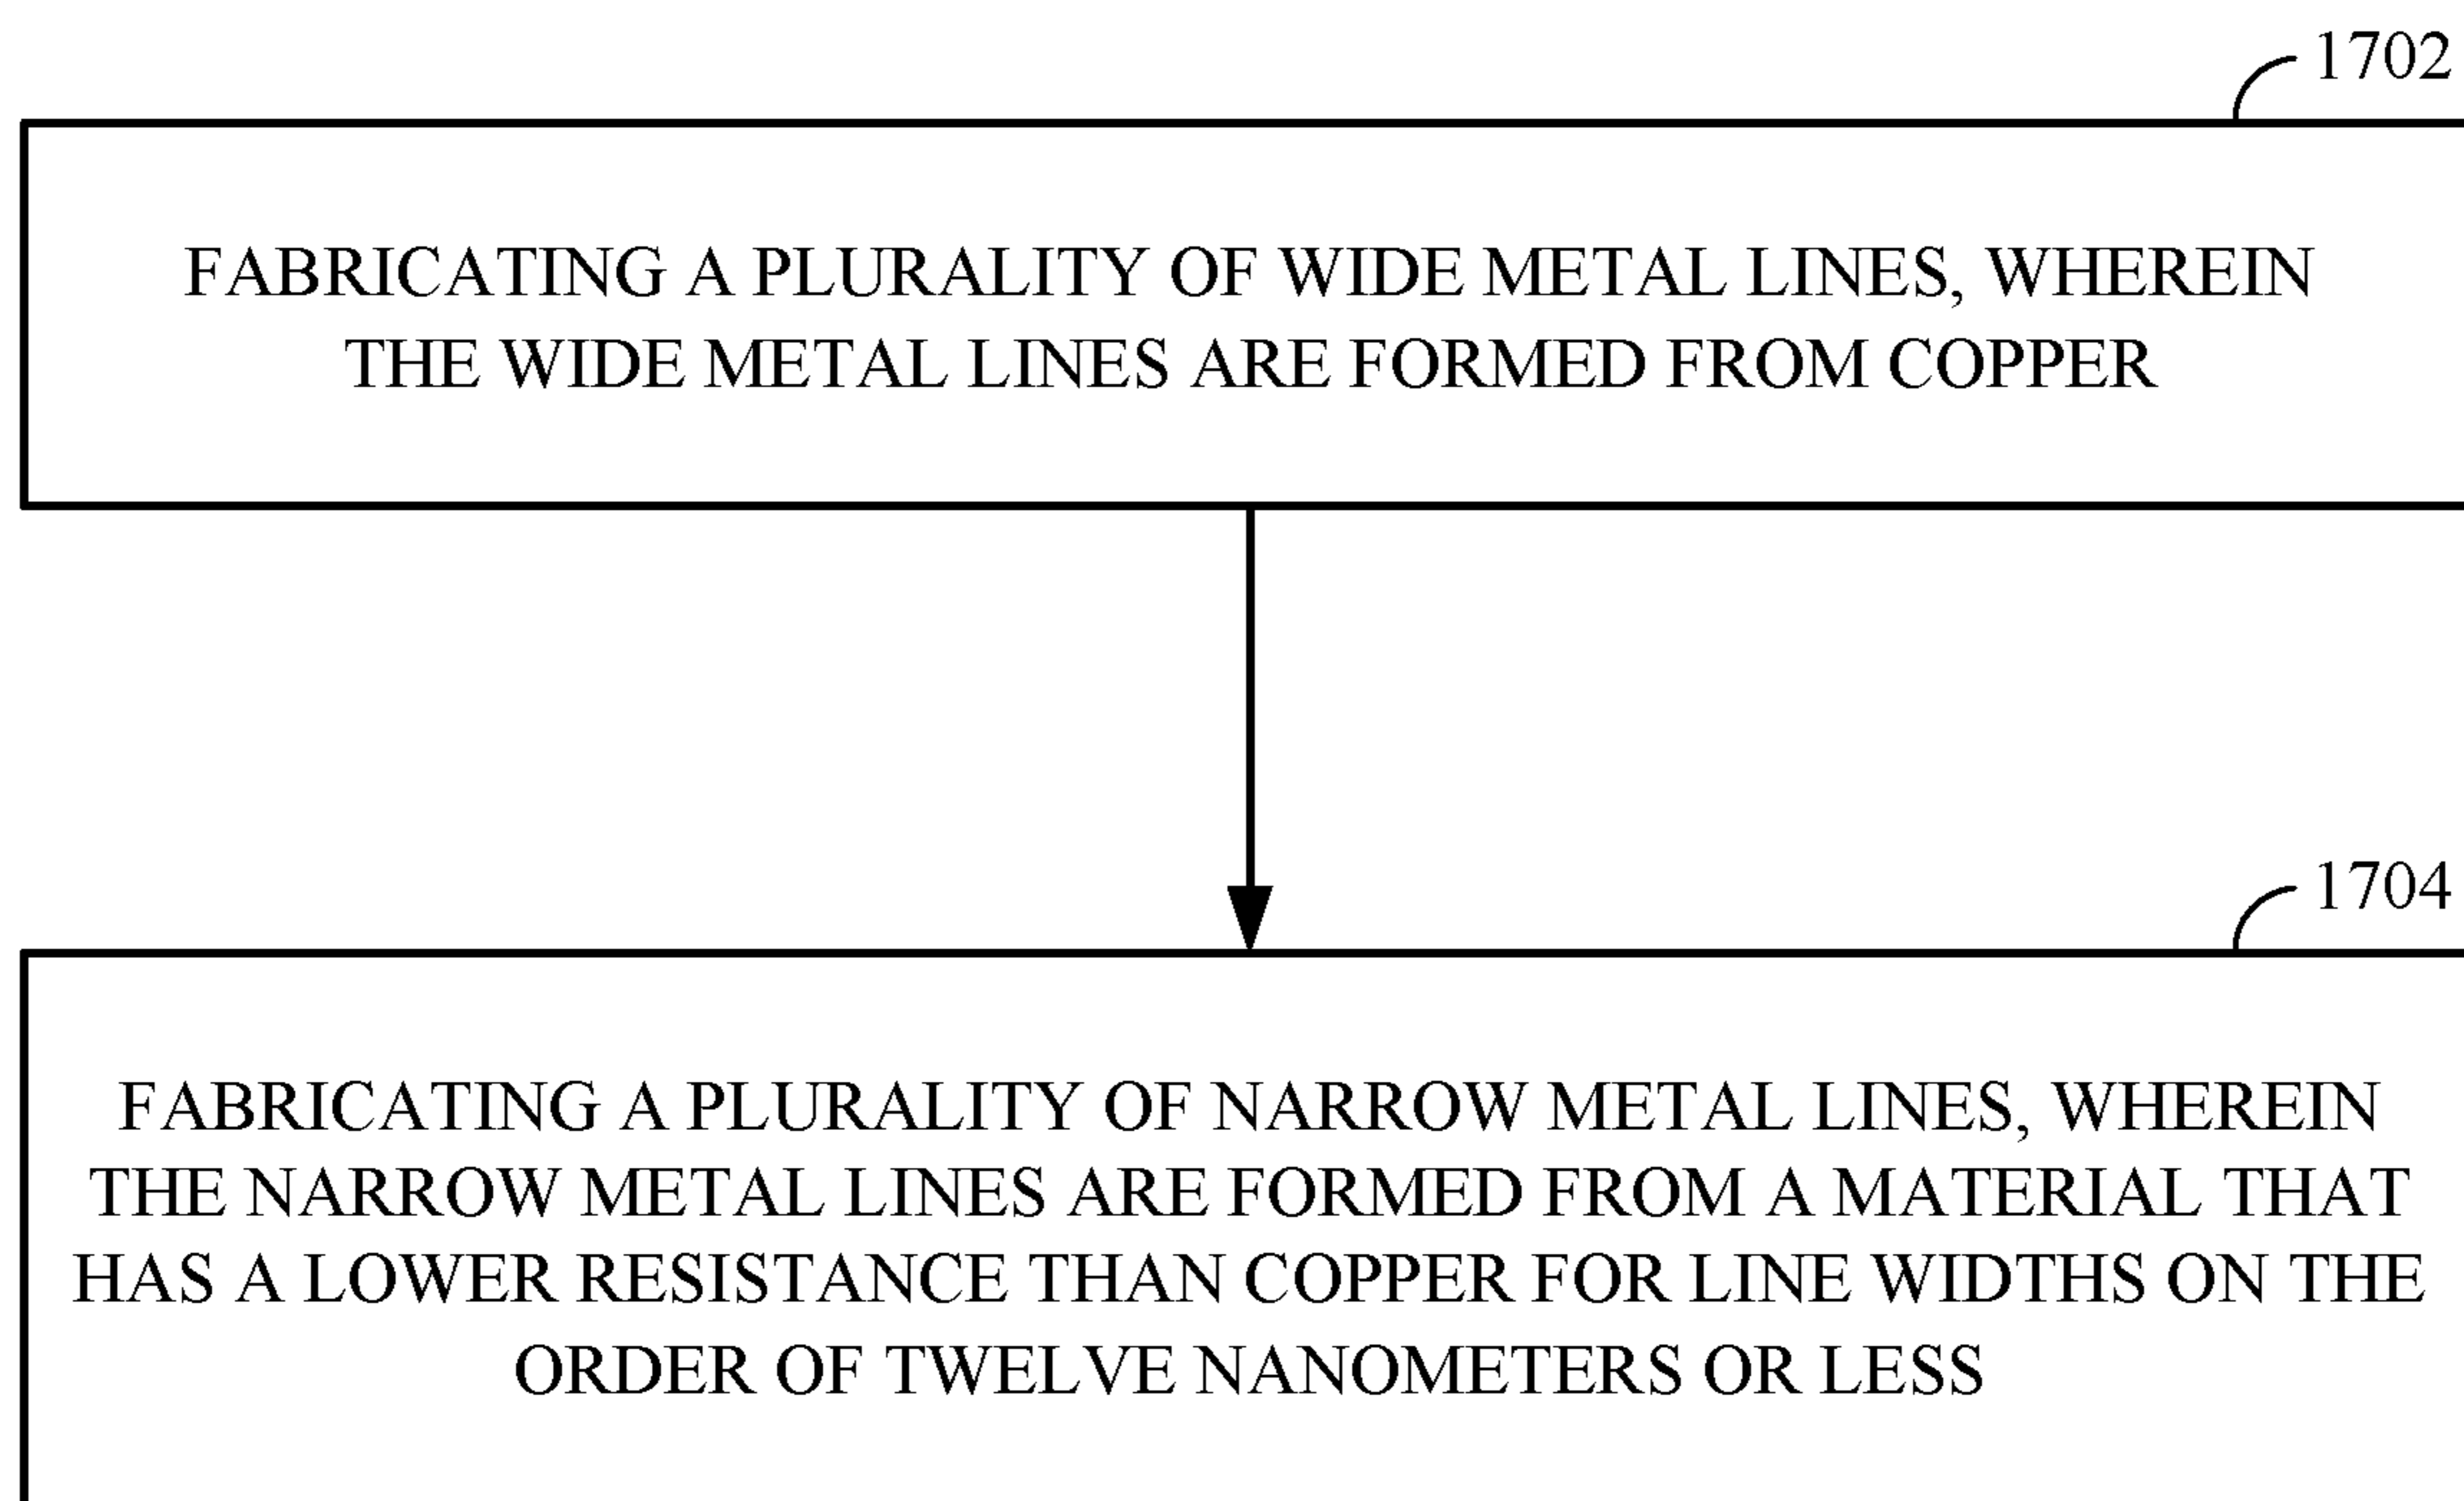 1702
FABRICATING A PLURALITY OF WIDE METAL LINES, WHEREIN
THE WIDE METAL LINES ARE FORMED FROM COPPER
1704
FABRICATING A PLURALITY OF NARROW METAL LINES, WHEREIN
THE NARROW METAL LINES ARE FORMED FROM A MATERIAL THAT
HAS A LOWER RESISTANCE THAN COPPER FOR LINE WIDTHS ON THE
ORDER OF TWELVE NANOMETERS OR LESS